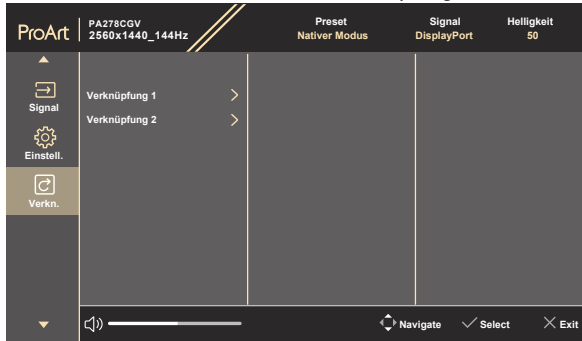 ProArt
PA278CGV
2560x1440_144Hz
Preset
Nativer Modus
Signal
DisplayPort
Helligkeit
50
Signal
Einstell.
Verkn.
Verknüpfung 1
Verknüpfung 2
Navigate
Select
Exit